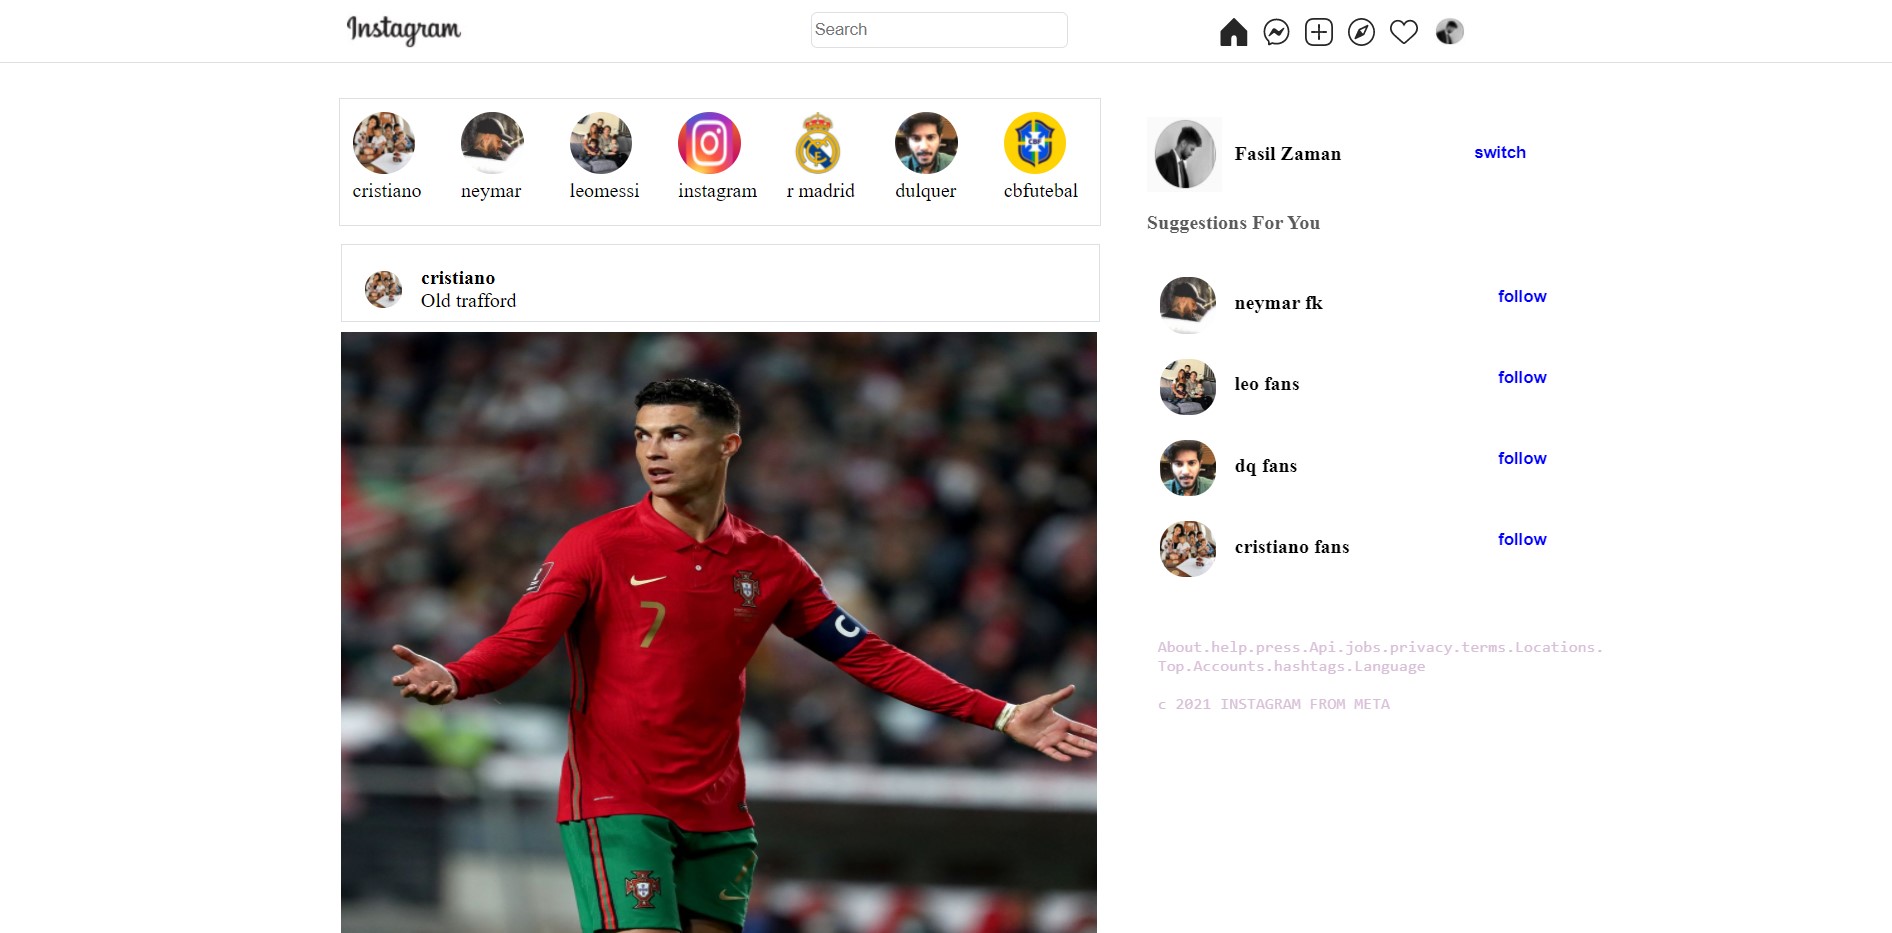 Instagram
Search
cristiano neymar leomessi instagram r madrid dulquer cbfutebal
cristiano
Old trafford
7
C
Fasil Zaman switch
Suggestions For You
neymar fk follow
leo fans follow
dq fans follow
cristiano fans follow
About.help.press.Api.jobs.privacy.terms.Locations.
Top.Accounts.hashtags.Language
c 2021 INSTAGRAM FROM META